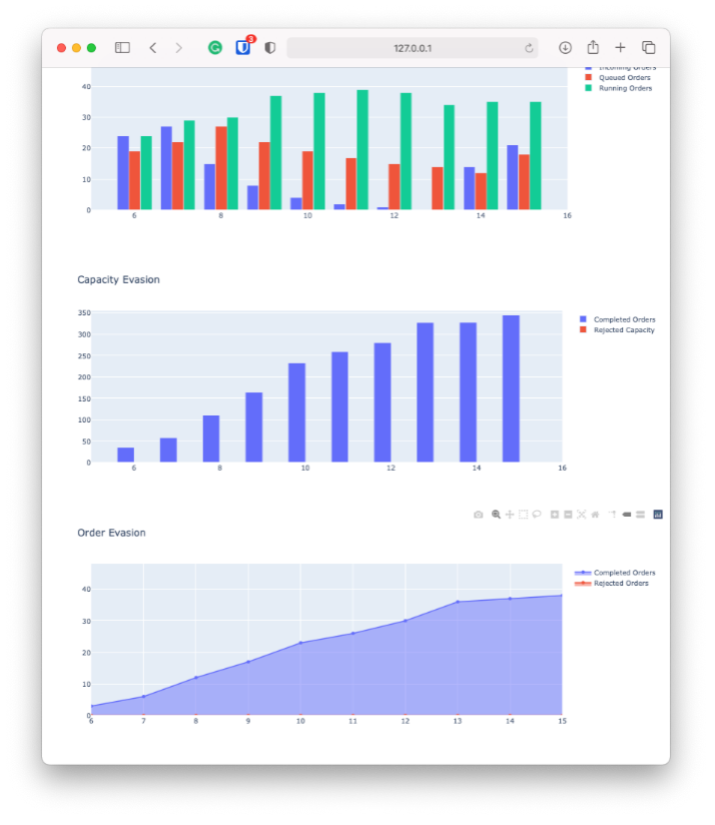 3
127.0.0.1
Incoming Orders
Queued Orders
Running Orders
40
30
20
10
0
6 8 10 12 14 16
Capacity Evasion
Completed Orders
Rejected Capacity
350
300
250
200
150
100
50
0
6 8 10 12 14 16
Order Evasion
Completed Orders
Rejected Orders
40
30
20
10
0
6 7 8 9 10 11 12 13 14 15